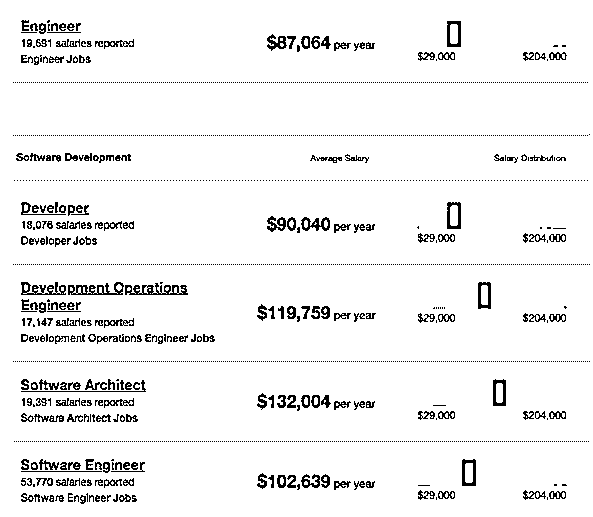 Engineer
19,691 salaries reported
Engineer Jobs
$87,064 per year
$29,000
$204,000
Software Development
Average Salary
Salary Distribution
Developer
18,076 salaries reported
Developer Jobs
$90,040 per year
$29,000
$204,000
Development Operations
Engineer
17,147 salaries reported
Development Operations Engineer Jobs
$119,759 per year
$29,000
$204,000
Software Architect
19,391 salaries reported
Software Architect Jobs
$132,004 per year
$29,000
$204,000
Software Engineer
53,770 salaries reported
Software Engineer Jobs
$102,639 per year
$29,000
$204,000